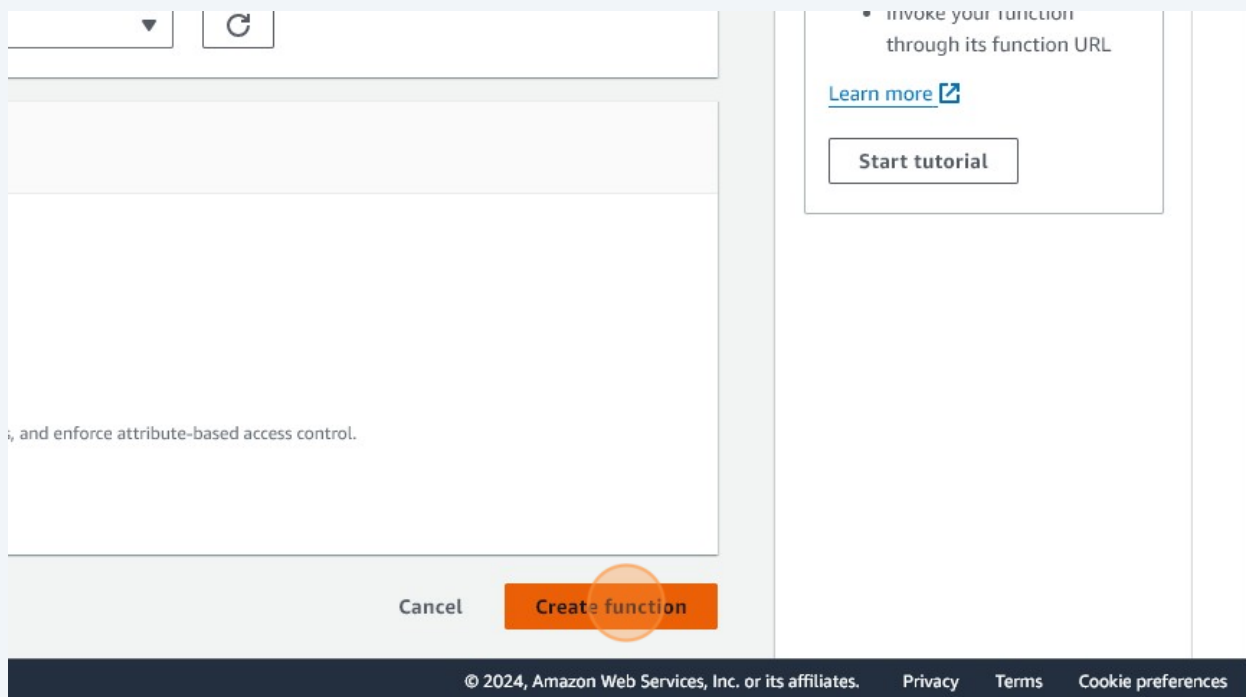 Invoke your function
through its function URL
Learn more
Start tutorial
, and enforce attribute-based access control.
Cancel
Create function
© 2024, Amazon Web Services, Inc. or its affiliates.
Privacy
Terms
Cookie preferences